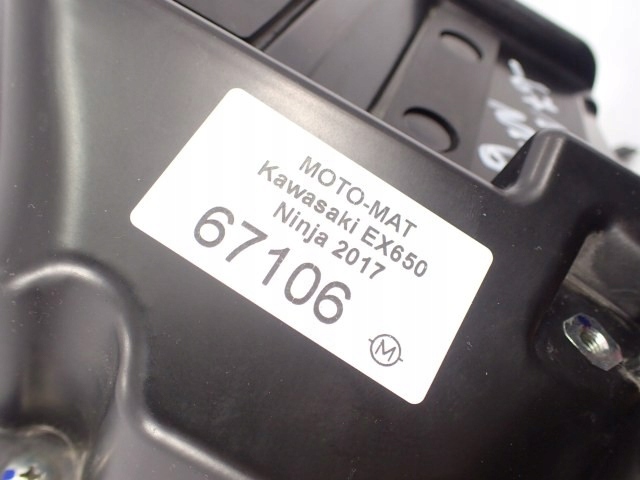 MOTO-MAT
Kawasaki EX650
Ninja 2017
67106
M